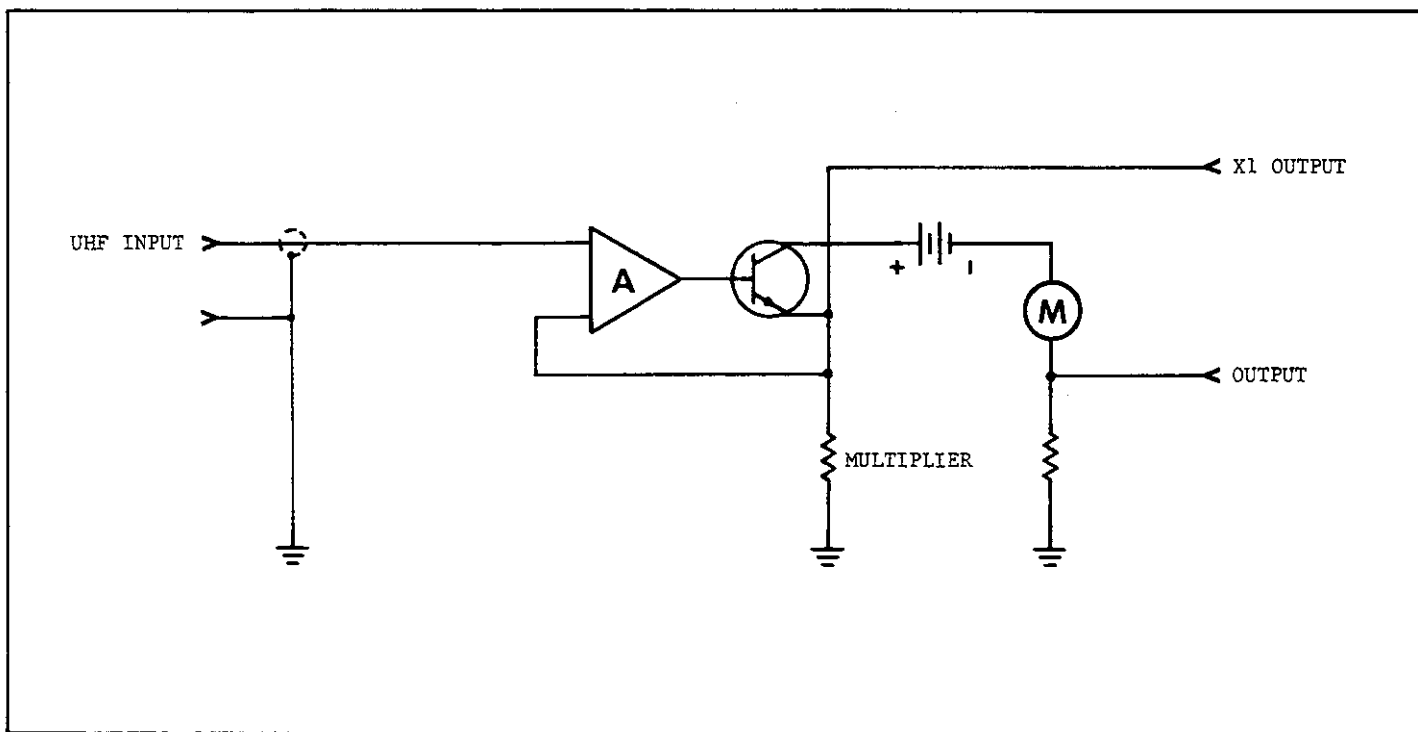 X1 OUTPUT
UHF INPUT
A
+ -
M
OUTPUT
MULTIPLIER